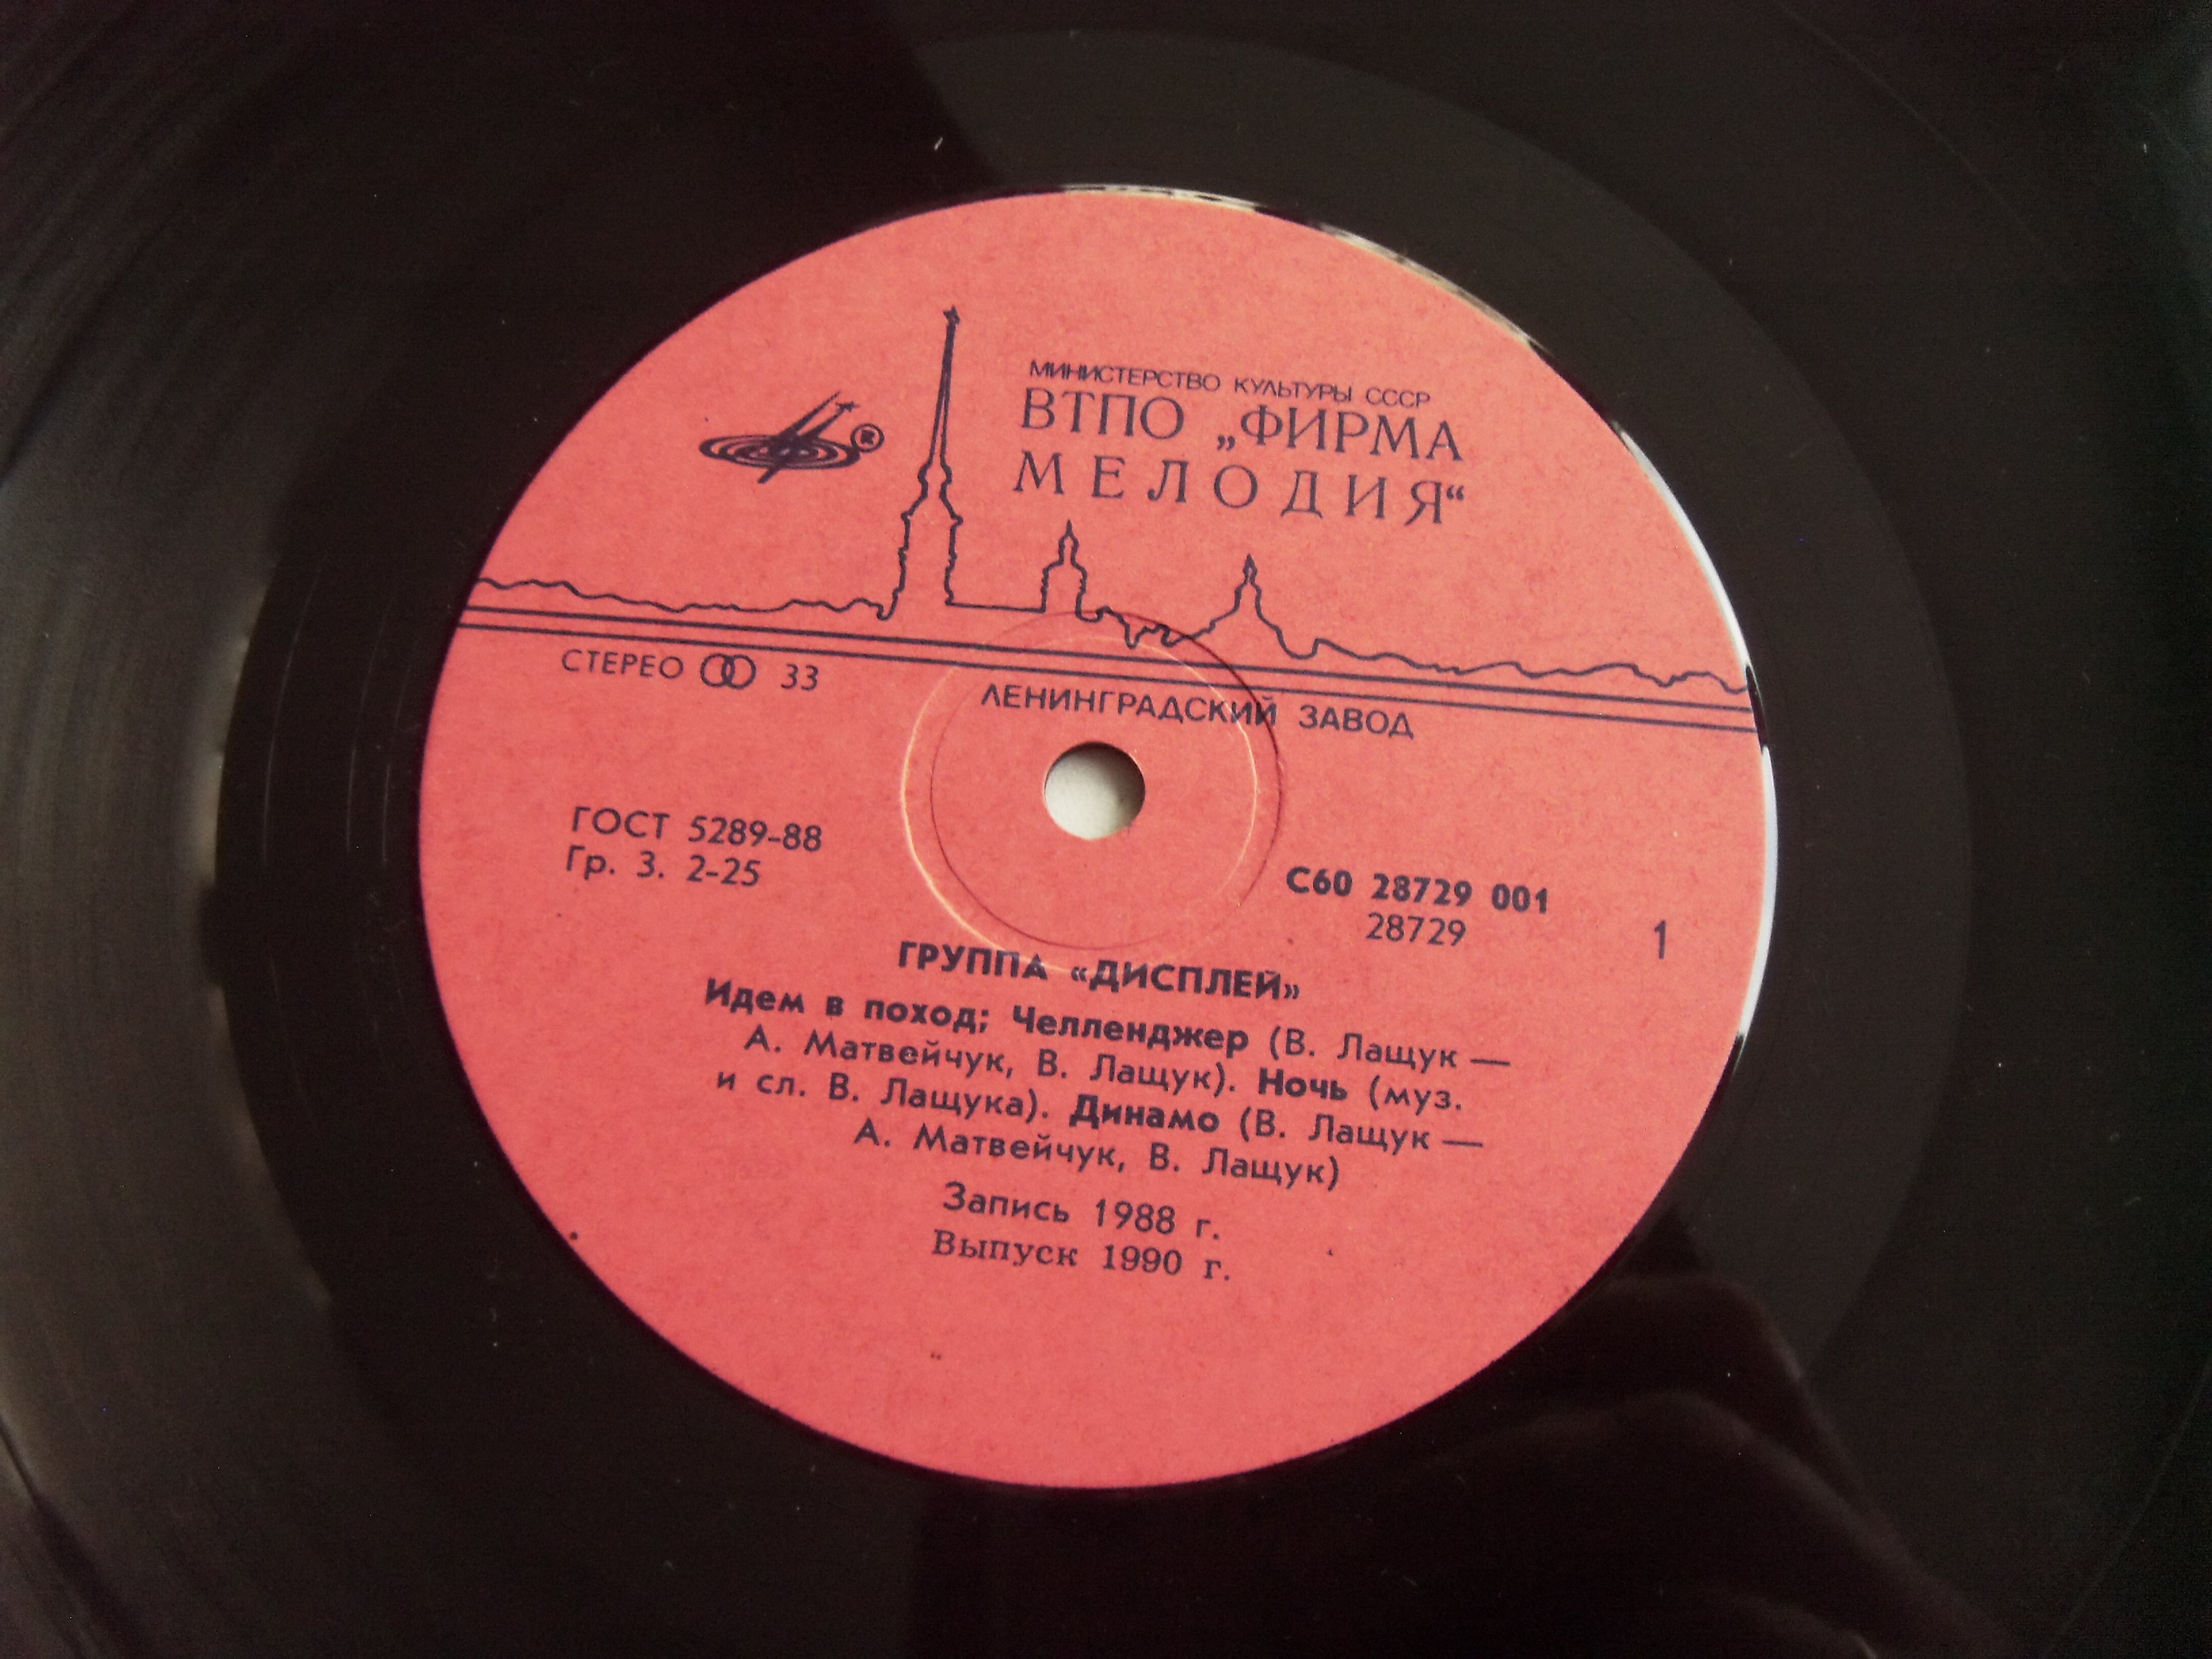 МИНИСТЕРСТВО КУЛЬТУРЫ СССР
ВТПО „ФИРМА
МЕЛОДИЯ“
®
СТЕРЕО 33
ЛЕНИНГРАДСКИЙ ЗАВОД
ГОСТ 5289-88
Гр. 3. 2-25
С60 28729 001
28729
1
ГРУППА «ДИСПЛЕЙ»
Идем в поход; Челленджер (В. Лащук —
А. Матвейчук, В. Лащук). Ночь (муз.
и сл. В. Лащука). Динамо (В. Лащук —
А. Матвейчук, В. Лащук)
Запись 1988 г.
Выпуск 1990 г.